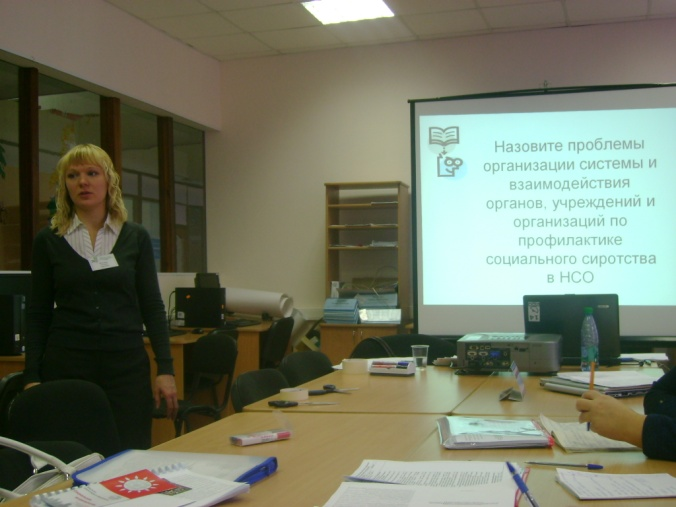 Назовите проблемы
организации системы и
взаимодействия
органов, учреждений и
организаций по
профилактике
социального сиротства
в НСО